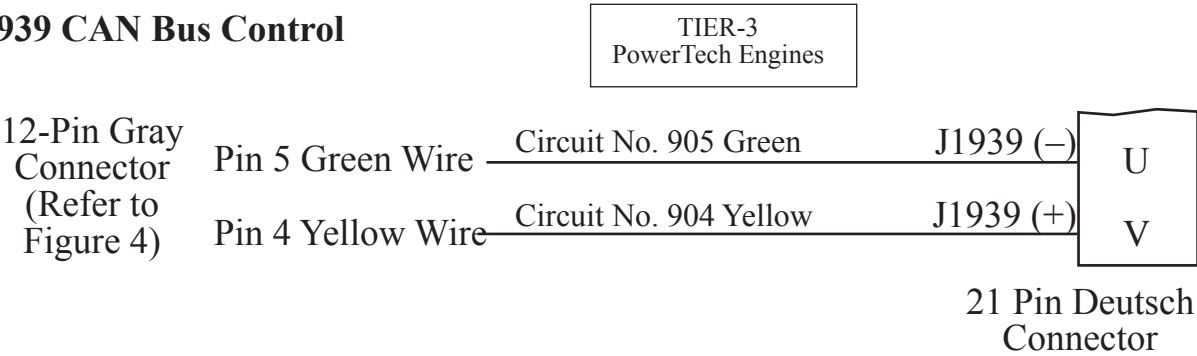 939 CAN Bus Control
TIER-3
PowerTech Engines
12-Pin Gray
Connector
(Refer to
Figure 4)
Pin 5 Green Wire
Circuit No. 905 Green
J1939 (–)
U
Pin 4 Yellow Wire
Circuit No. 904 Yellow
J1939 (+)
V
21 Pin Deutsch
Connector